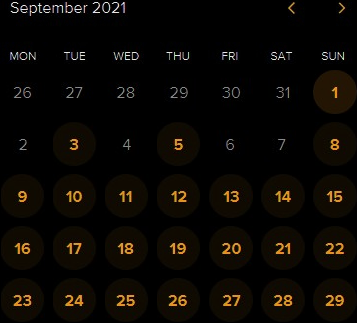 September 2021
MON TUE WED THU FRI SAT SUN
26 27 28 29 30 31 1
2 3 4 5 6 7 8
9 10 11 12 13 14 15
16 17 18 19 20 21 22
23 24 25 26 27 28 29